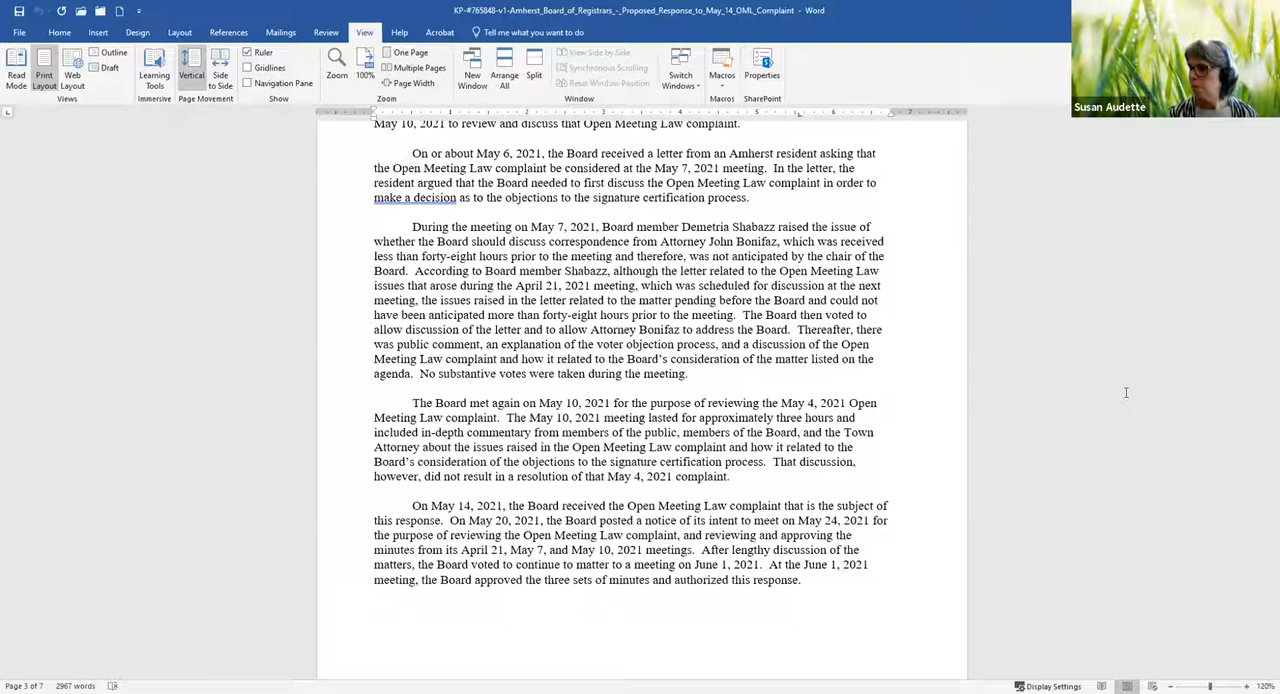 KP-#765848-v1-Amherst_Board_of_Registrars_-_Proposed_Response_to_May_14_OML_Complaint - Word
File Home Insert Design Layout References Mailings Review View Help Acrobat Tell me what you want to do
Read Mode
Print Layout
Web Layout
Outline
Draft
Views
Learning Tools
Immersive
Vertical
Side to Side
Page Movement
Ruler
Gridlines
Navigation Pane
Show
Zoom
100%
One Page
Multiple Pages
Page Width
Zoom
New Window
Arrange All
Split
View Side by Side
Synchronous Scrolling
Reset Window Position
Window
Switch Windows
Macros
Macros
Properties
SharePoint
Susan Audette
1 2 3 4 5 6 7
May 10, 2021 to review and discuss that Open Meeting Law complaint.
On or about May 6, 2021, the Board received a letter from an Amherst resident asking that
the Open Meeting Law complaint be considered at the May 7, 2021 meeting. In the letter, the
resident argued that the Board needed to first discuss the Open Meeting Law complaint in order to
make a decision as to the objections to the signature certification process.
During the meeting on May 7, 2021, Board member Demetria Shabazz raised the issue of
whether the Board should discuss correspondence from Attorney John Bonifaz, which was received
less than forty-eight hours prior to the meeting and therefore, was not anticipated by the chair of the
Board. According to Board member Shabazz, although the letter related to the Open Meeting Law
issues that arose during the April 21, 2021 meeting, which was scheduled for discussion at the next
meeting, the issues raised in the letter related to the matter pending before the Board and could not
have been anticipated more than forty-eight hours prior to the meeting. The Board then voted to
allow discussion of the letter and to allow Attorney Bonifaz to address the Board. Thereafter, there
was public comment, an explanation of the voter objection process, and a discussion of the Open
Meeting Law complaint and how it related to the Board's consideration of the matter listed on the
agenda. No substantive votes were taken during the meeting.
The Board met again on May 10, 2021 for the purpose of reviewing the May 4, 2021 Open
Meeting Law complaint. The May 10, 2021 meeting lasted for approximately three hours and
included in-depth commentary from members of the public, members of the Board, and the Town
Attorney about the issues raised in the Open Meeting Law complaint and how it related to the
Board's consideration of the objections to the signature certification process. That discussion,
however, did not result in a resolution of that May 4, 2021 complaint.
On May 14, 2021, the Board received the Open Meeting Law complaint that is the subject of
this response. On May 20, 2021, the Board posted a notice of its intent to meet on May 24, 2021 for
the purpose of reviewing the Open Meeting Law complaint, and reviewing and approving the
minutes from its April 21, May 7, and May 10, 2021 meetings. After lengthy discussion of the
matters, the Board voted to continue to matter to a meeting on June 1, 2021. At the June 1, 2021
meeting, the Board approved the three sets of minutes and authorized this response.
Page 3 of 7 2967 words Display Settings 120%